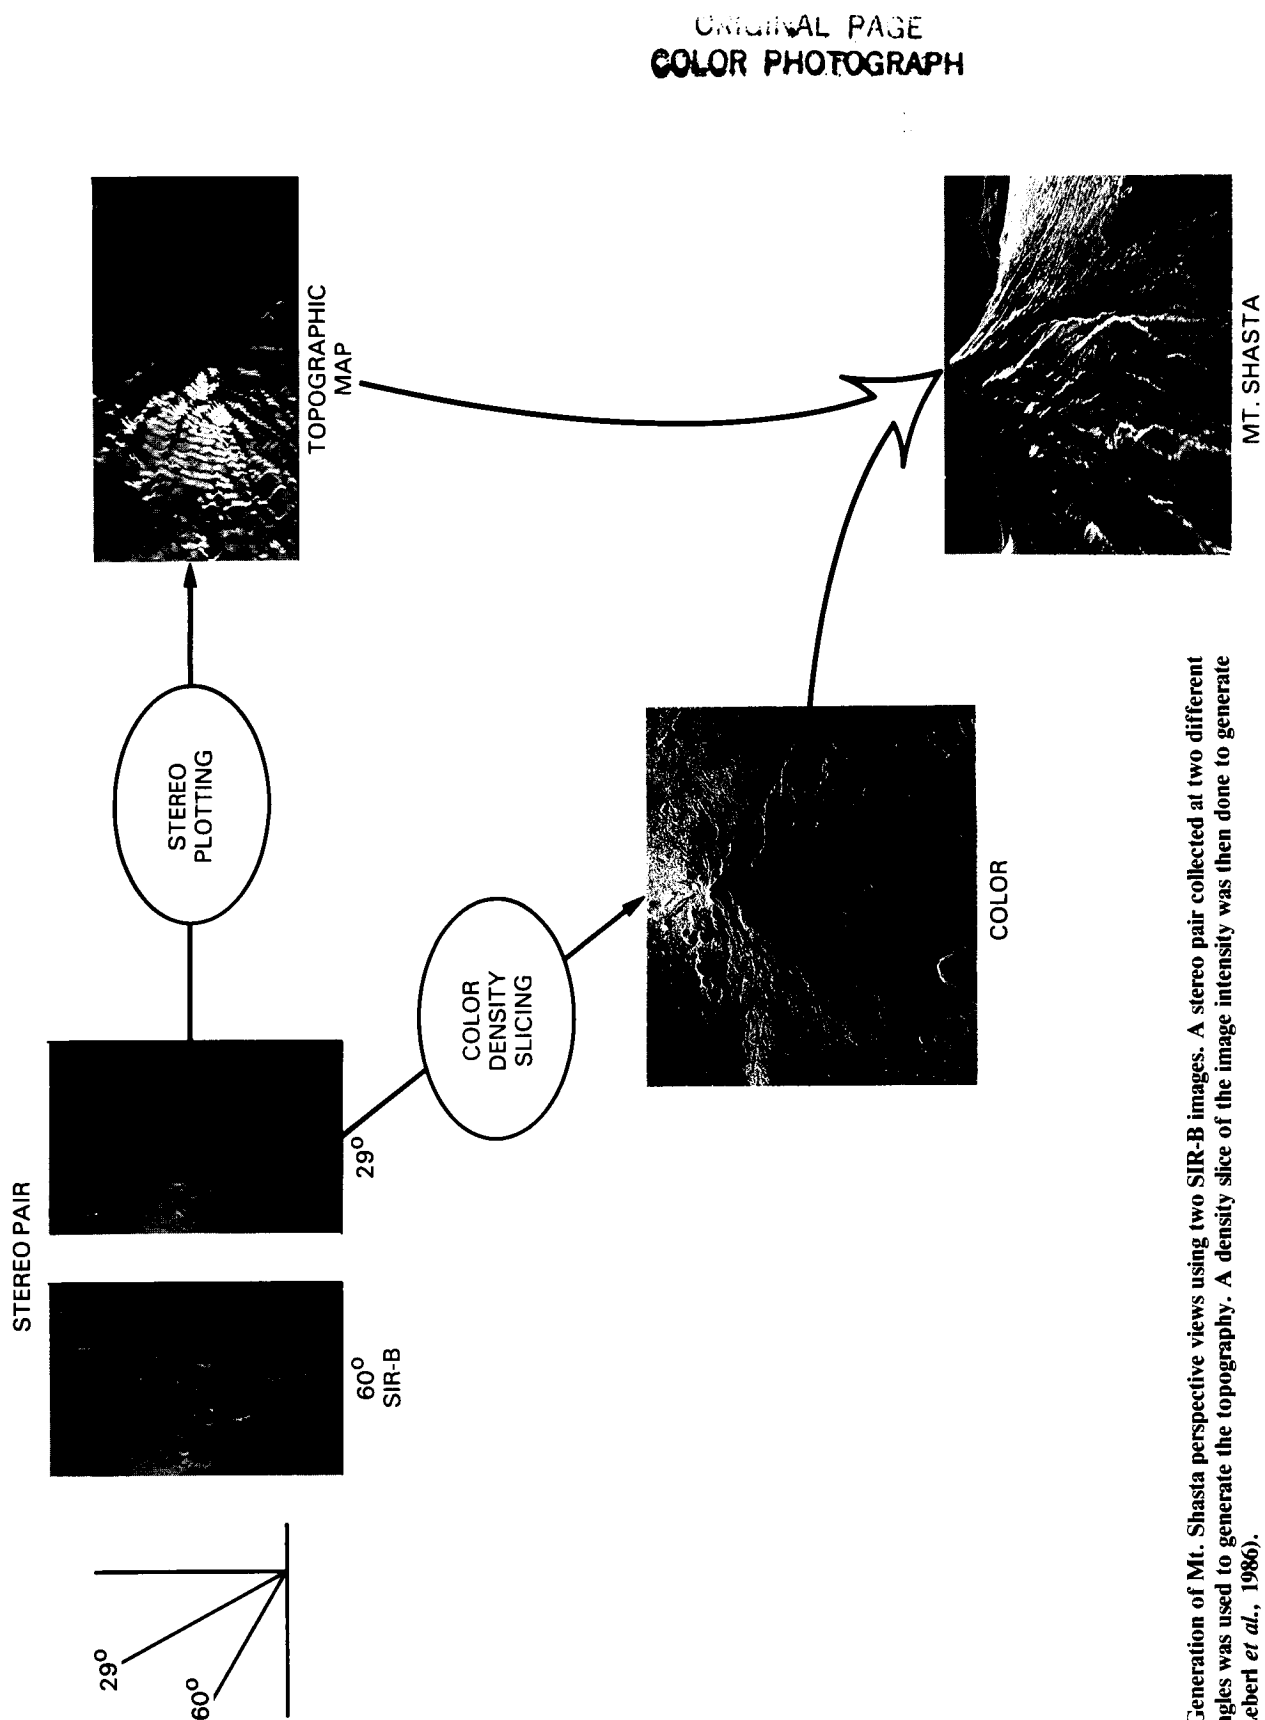 ORIGINAL PAGE
COLOR PHOTOGRAPH
STEREO PAIR
29°
60°
60°
SIR-B
29°
STEREO
PLOTTING
TOPOGRAPHIC
MAP
COLOR
DENSITY
SLICING
COLOR
MT. SHASTA
Generation of Mt. Shasta perspective views using two SIR-B images. A stereo pair collected at two different
was used to generate the topography. A density slice of the image intensity was then done to generate
et al., 1986).